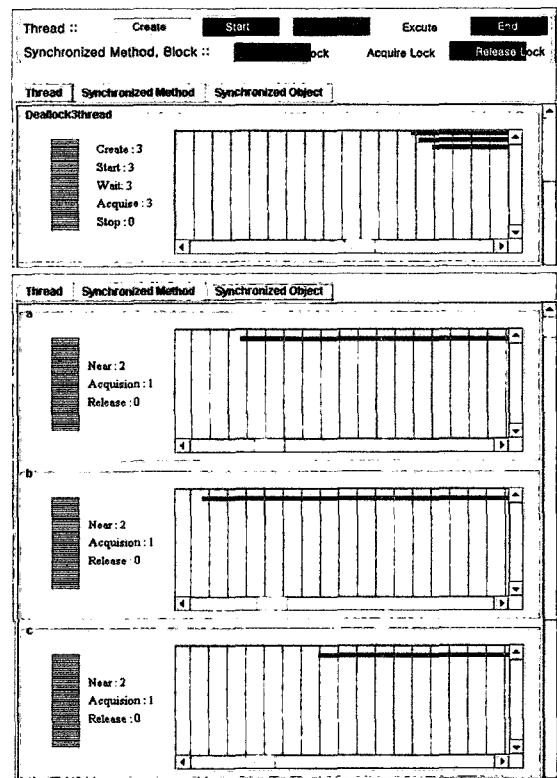 Thread :: Create Start Excute End
Synchronized Method, Block :: ock Acquire Lock Release Lock
Thread Synchronized Method Synchronized Object
Deallock3thread
Create : 3
Start : 3
Wait: 3
Acquise : 3
Stop : 0
Thread Synchronized Method Synchronized Object
a
Near : 2
Acquision : 1
Release : 0
b
Near : 2
Acquision : 1
Release : 0
c
Near : 2
Acquision : 1
Release : 0